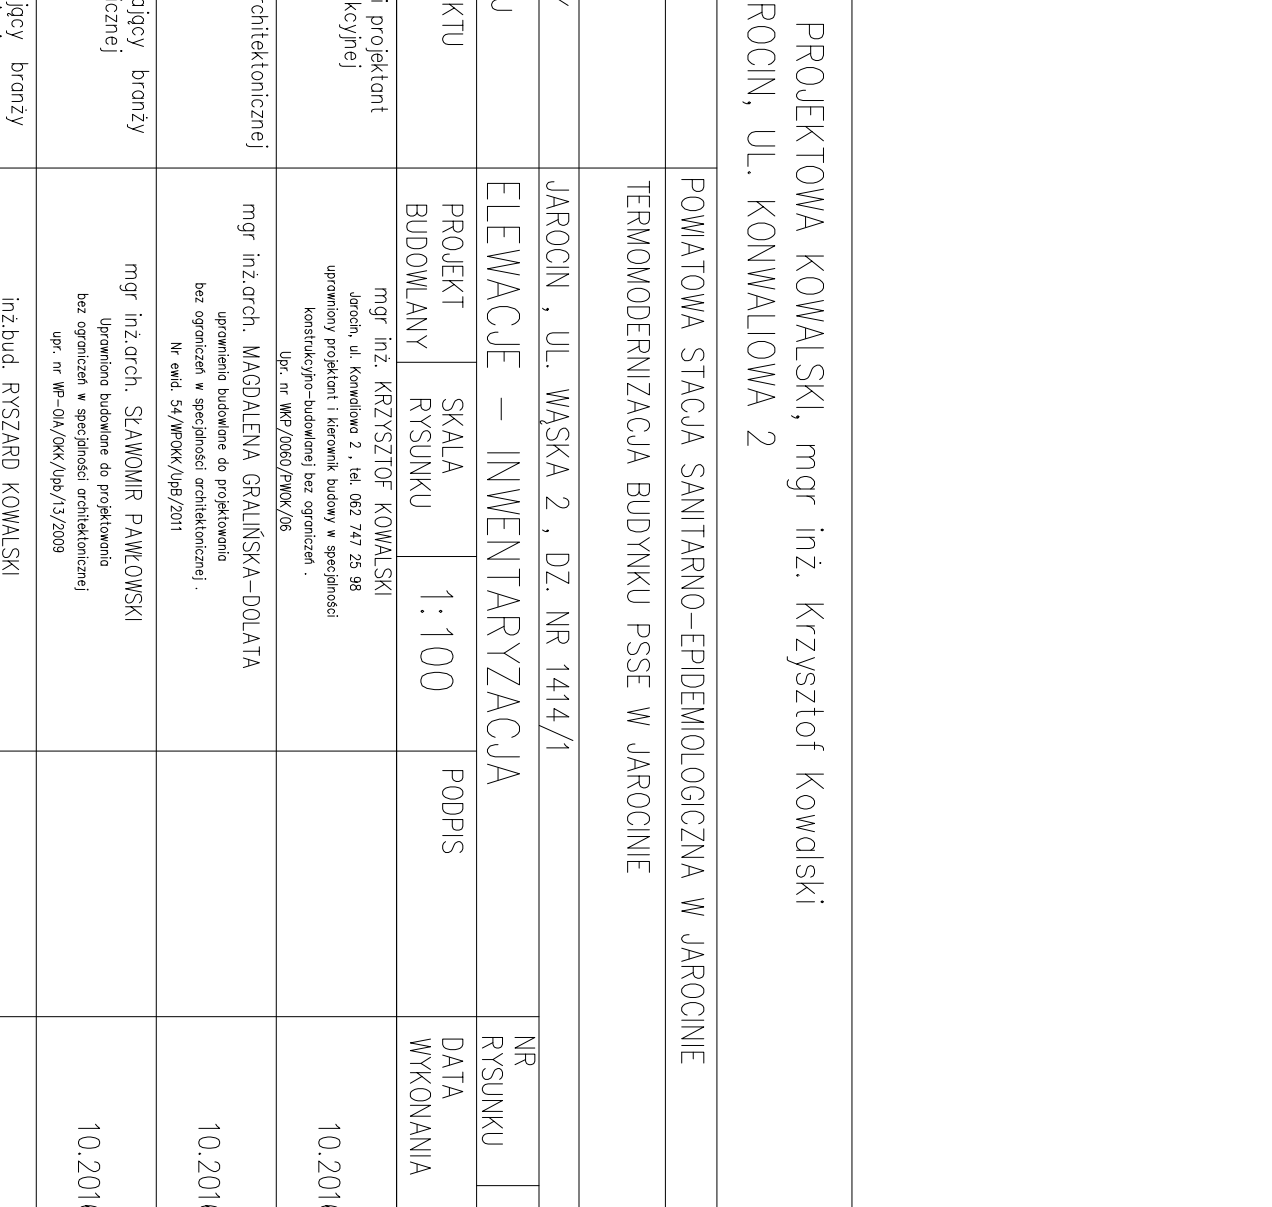 PROJEKTOWA KOWALSKI, mgr inż. Krzysztof Kowalski
ROCIN, UL. KONWALIOWA 2
POWIATOWA STACJA SANITARNO-EPIDEMIOLOGICZNA W JAROCINIE
TERMOMODERNIZACJA BUDYNKU PSSE W JAROCINIE
JAROCIN , UL. WĄSKA 2 , DZ. NR 1414/1
ELEWACJE - INWENTARYZACJA
NR
RYSUNKU
KTU
PROJEKT
BUDOWLANY
SKALA
RYSUNKU
1:100
PODPIS
DATA
WYKONANIA
i projektant
kcyjnej
mgr inż. KRZYSZTOF KOWALSKI
Jarocin, ul. Konwaliowa 2 , tel. 062 747 25 98
uprawniony projektant i kierownik budowy w specjalności
konstrukcyjno-budowlanej bez ograniczeń .
Upr. nr WKP/0060/PWOK/06
10.2016
rchitektonicznej
mgr inż.arch. MAGDALENA GRALIŃSKA-DOLATA
uprawnienia budowlane do projektowania
bez ograniczeń w specjalności architektonicznej .
Nr ewid. 54/WPOKK/UpB/2011
10.2016
ający branży
icznej
mgr inż.arch. SŁAWOMIR PAWŁOWSKI
Uprawniona budowlane do projektowania
bez ograniczeń w specjalności architektonicznej
upr. nr WP-OIA/OKK/Upb/13/2009
10.2016
jący branży
inż.bud. RYSZARD KOWALSKI